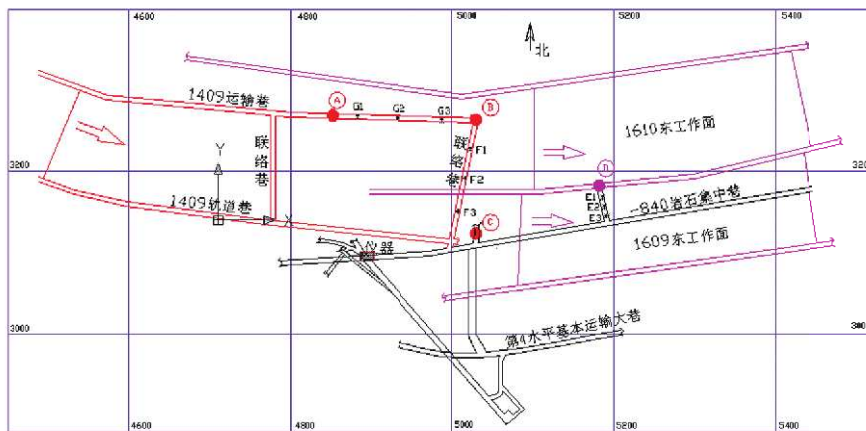 4600
4800
5000
5200
5400
北
1409运输巷
A
G1
G2
G3
B
联络巷
联络巷
F1
F2
F3
1610东工作面
3200
3200
Y
X
1409轨道巷
D
E1
E2
E3
-840岩石集中巷
C
仪器
1609东工作面
3000
3000
第4水平基本运输大巷
4600
4800
5000
5200
5400